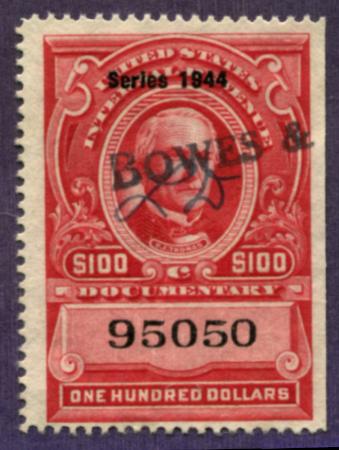 UNITED STATES
Series 1944
INTERNAL REVENUE
BOWES &
$100 C $100
DOCUMENTARY
95050
ONE HUNDRED DOLLARS